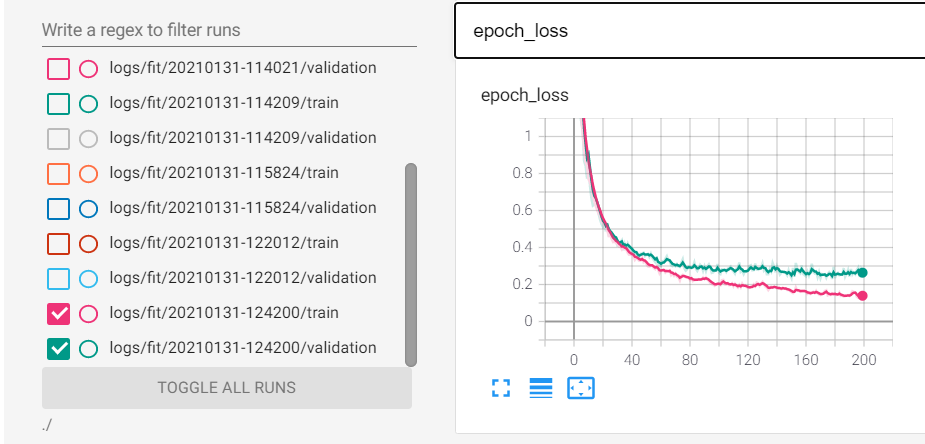 Write a regex to filter runs
logs/fit/20210131-114021/validation
logs/fit/20210131-114209/train
logs/fit/20210131-114209/validation
logs/fit/20210131-115824/train
logs/fit/20210131-115824/validation
logs/fit/20210131-122012/train
logs/fit/20210131-122012/validation
logs/fit/20210131-124200/train
logs/fit/20210131-124200/validation
TOGGLE ALL RUNS
./
epoch_loss
epoch_loss
1
0.8
0.6
0.4
0.2
0
0 40 80 120 160 200